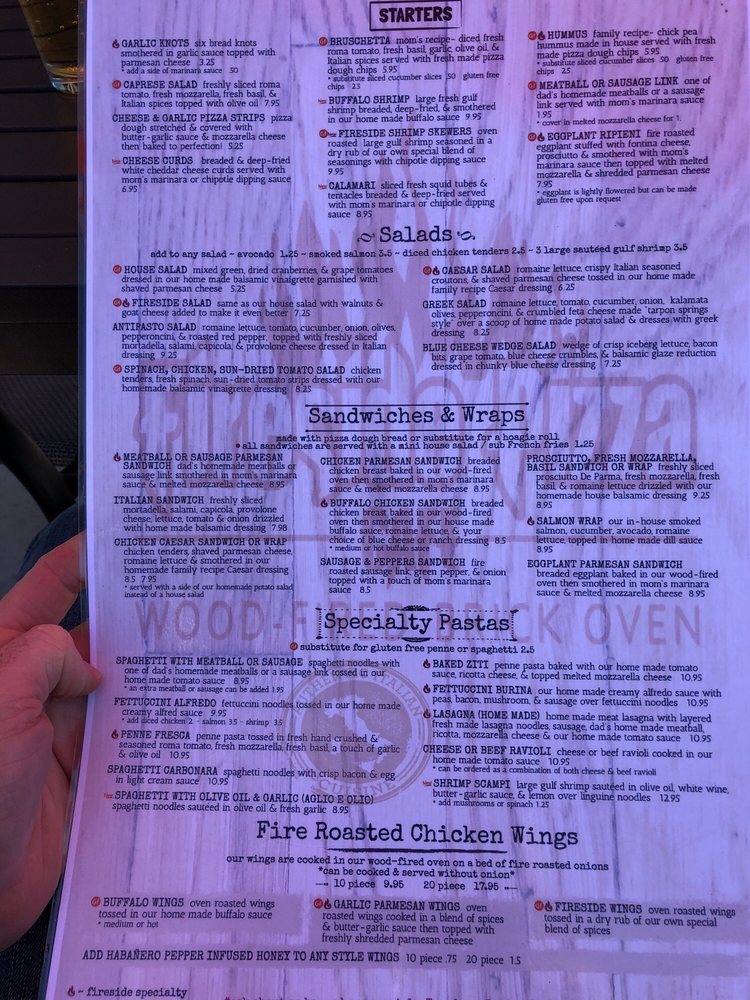 STARTERS
GARLIC KNOTS six bread knots
smothered in garlic sauce topped with
parmesan cheese 3.25
* add a side of marinara sauce .50
CAPRESE SALAD freshly sliced roma
tomato, fresh mozzarella, fresh basil, &
Italian spices topped with olive oil 7.95
CHEESE & GARLIC PIZZA STRIPS pizza
dough stretched & covered with
butter-garlic sauce & mozzarella cheese
then baked to perfection! 5.25
CHEESE CURDS breaded & deep-fried
white cheddar cheese curds served with
mom's marinara or chipotle dipping sauce
6.95
BRUSCHETTA mom's recipe- diced fresh
roma tomato, fresh basil, garlic, olive oil, &
Italian spices served with fresh made pizza
dough chips 5.95
* substitute sliced cucumber slices .50 gluten free
chips 2.5
BUFFALO SHRIMP large fresh gulf
shrimp breaded, deep-fried, & smothered
in our home made buffalo sauce 9.95
FIRESIDE SHRIMP SKEWERS oven
roasted large gulf shrimp seasoned in a
dry rub of our own special blend of
seasonings with chipotle dipping sauce
9.95
CALAMARI sliced fresh squid tubes &
tentacles breaded & deep-fried served
with mom's marinara or chipotle dipping
sauce 8.95
HUMMUS family recipe- chick pea
hummus made in house served with fresh
made pizza dough chips 5.95
* substitute sliced cucumber slices .50 gluten free
chips 2.5
MEATBALL OR SAUSAGE LINK one of
dad's homemade meatballs or a sausage
link served with mom's marinara sauce
1.95
* cover in melted mozzarella cheese for 1.
EGGPLANT RIPIENI fire roasted
eggplant stuffed with fontina cheese,
prosciutto & smothered with mom's
marinara sauce then topped with melted
mozzarella & shredded parmesan cheese
7.95
* eggplant is lightly flowered but can be made
gluten free upon request
Salads
add to any salad ~ avocado 1.25 ~ smoked salmon 3.5 ~ diced chicken tenders 2.5 ~ 3 large sautéed gulf shrimp 3.5
HOUSE SALAD mixed green, dried cranberries, & grape tomatoes
dressed in our home made balsamic vinaigrette garnished with
shaved parmesan cheese 5.25
FIRESIDE SALAD same as our house salad with walnuts &
goat cheese added to make it even better 7.25
ANTIPASTO SALAD romaine lettuce, tomato, cucumber, onion, olives,
pepperoncini, & roasted red pepper, topped with freshly sliced
mortadella, salami, capicola, & provolone cheese dressed in Italian
dressing 9.25
SPINACH, CHICKEN, SUN-DRIED TOMATO SALAD chicken
tenders, fresh spinach, sun-dried tomato strips dressed with our
homemade balsamic vinaigrette dressing 8.25
CAESAR SALAD romaine lettuce, crispy Italian seasoned
croutons, & shaved parmesan cheese tossed in our home made
family recipe Caesar dressing 6.25
GREEK SALAD romaine lettuce, tomato, cucumber, onion, kalamata
olives, pepperoncini, & crumbled feta cheese made 'tarpon springs
style' over a scoop of home made potato salad & dresses with greek
dressing 8.25
BLUE CHEESE WEDGE SALAD wedge of crisp iceberg lettuce, bacon
bits, grape tomato, blue cheese crumbles, & balsamic glaze reduction
dressed in chunky blue cheese dressing 7.25
Sandwiches & Wraps
made with pizza dough bread or substitute for a hoagie roll
* all sandwiches are served with a mini house salad / sub French fries 1.25
MEATBALL OR SAUSAGE PARMESAN
SANDWICH dad's homemade meatballs or
sausage link smothered in mom's marinara
sauce & melted mozzarella cheese 8.95
ITALIAN SANDWICH freshly sliced
mortadella, salami, capicola, provolone
cheese, lettuce, tomato & onion drizzled
with home made balsamic dressing 7.98
CHICKEN CAESAR SANDWICH OR WRAP
chicken tenders, shaved parmesan cheese,
romaine lettuce & smothered in our
homemade family recipe Caesar dressing
8.5 7.95
* served with a side of our homemade potato salad
instead of a house salad
CHICKEN PARMESAN SANDWICH breaded
chicken breast baked in our wood-fired
oven then smothered in mom's marinara
sauce & melted mozzarella cheese 8.95
BUFFALO CHICKEN SANDWICH breaded
chicken breast baked in our wood-fired
oven then smothered in our house made
buffalo sauce, romaine lettuce, & your
choice of blue cheese or ranch dressing 8.5
* medium or hot buffalo sauce
SAUSAGE & PEPPERS SANDWICH fire
roasted sausage link, green pepper, & onion
topped with a touch of mom's marinara
sauce 8.5
PROSCIUTTO, FRESH MOZZARELLA,
BASIL SANDWICH OR WRAP freshly sliced
prosciutto De Parma, fresh mozzarella, fresh
basil, & romaine lettuce drizzled with our
homemade house balsamic dressing 9.25
8.95
SALMON WRAP our in-house smoked
salmon, cucumber, avocado, romaine
lettuce, topped in home made dill sauce
8.95
EGGPLANT PARMESAN SANDWICH
breaded eggplant baked in our wood-fired
oven then smothered in mom's marinara
sauce & melted mozzarella cheese 8.95
WOOD-F CK OVEN
Specialty Pastas
substitute for gluten free penne or spaghetti 2.5
SPAGHETTI WITH MEATBALL OR SAUSAGE spaghetti noodles with
one of dad's homemade meatballs or a sausage link tossed in our
home made tomato sauce 8.95
* an extra meatball or sausage can be added 1.95
FETTUCCINI ALFREDO fettuccini noodles tossed in our home made
creamy alfred sauce 9.95
* add diced chicken 2 - salmon 3.5 - shrimp 3.5
PENNE FRESCA penne pasta tossed in fresh hand crushed &
seasoned roma tomato, fresh mozzarella, fresh basil, a touch of garlic
& olive oil 10.95
SPAGHETTI CARBONARA spaghetti noodles with crisp bacon & egg
in light cream sauce 10.95
SPAGHETTI WITH OLIVE OIL & GARLIC (AGLIO E OLIO)
spaghetti noodles sautéed in olive oil & fresh garlic 8.95
BAKED ZITI penne pasta baked with our home made tomato
sauce, ricotta cheese, & topped melted mozzarella cheese 10.95
FETTUCCINI BURINA our home made creamy alfredo sauce with
peas, bacon, mushroom, & sausage over fettuccini noodles 10.95
LASAGNA (HOME MADE) home made meat lasagna with layered
fresh made lasagna noodles, sausage, dad's home made meatball,
ricotta, mozzarella cheese & our home made tomato sauce 10.95
CHEESE OR BEEF RAVIOLI cheese or beef ravioli cooked in our
home made tomato sauce 10.95
* can be ordered as a combination of both cheese & beef ravioli
SHRIMP SCAMPI large gulf shrimp sautéed in olive oil, white wine,
butter-garlic sauce, & lemon over linguine noodles 12.95
* add mushrooms or spinach 1.25
ITALIAN
CUISINE
Fire Roasted Chicken Wings
our wings are cooked in our wood-fired oven on a bed of fire roasted onions
*can be cooked & served without onion*
10 piece 9.95 20 piece 17.95
BUFFALO WINGS oven roasted wings
tossed in our home made buffalo sauce
* medium or hot
GARLIC PARMESAN WINGS oven
roasted wings cooked in a blend of spices
& butter-garlic sauce then topped with
freshly shredded parmesan cheese
FIRESIDE WINGS oven roasted wings
tossed in a dry rub of our own special
blend of spices
ADD HABAÑERO PEPPER INFUSED HONEY TO ANY STYLE WINGS 10 piece .75 20 piece 1.5
~ fireside specialty